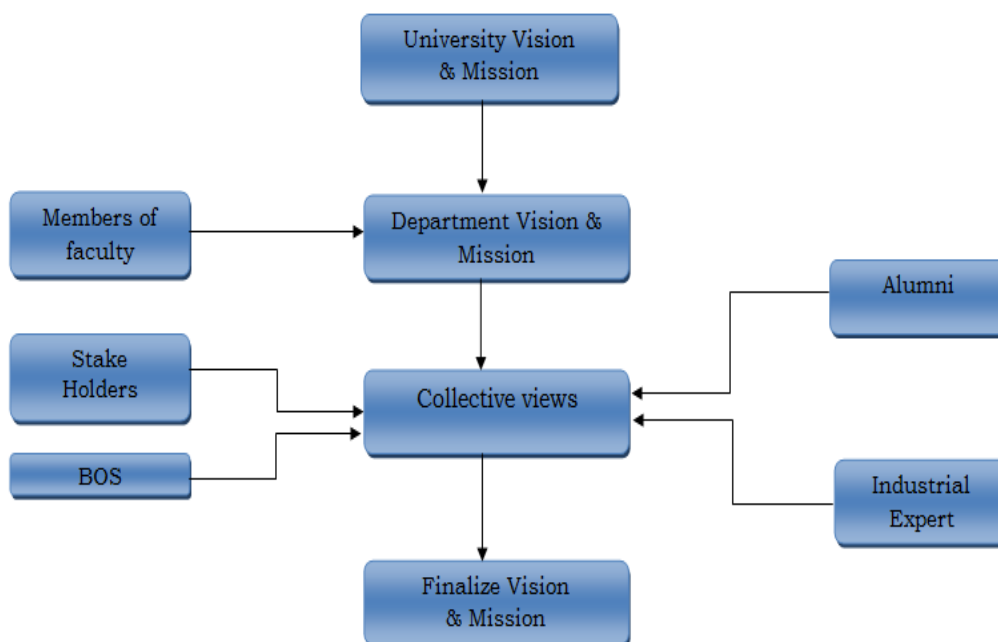 University Vision
& Mission
Members of
faculty
Department Vision &
Mission
Alumni
Stake
Holders
Collective views
BOS
Industrial
Expert
Finalize Vision
& Mission